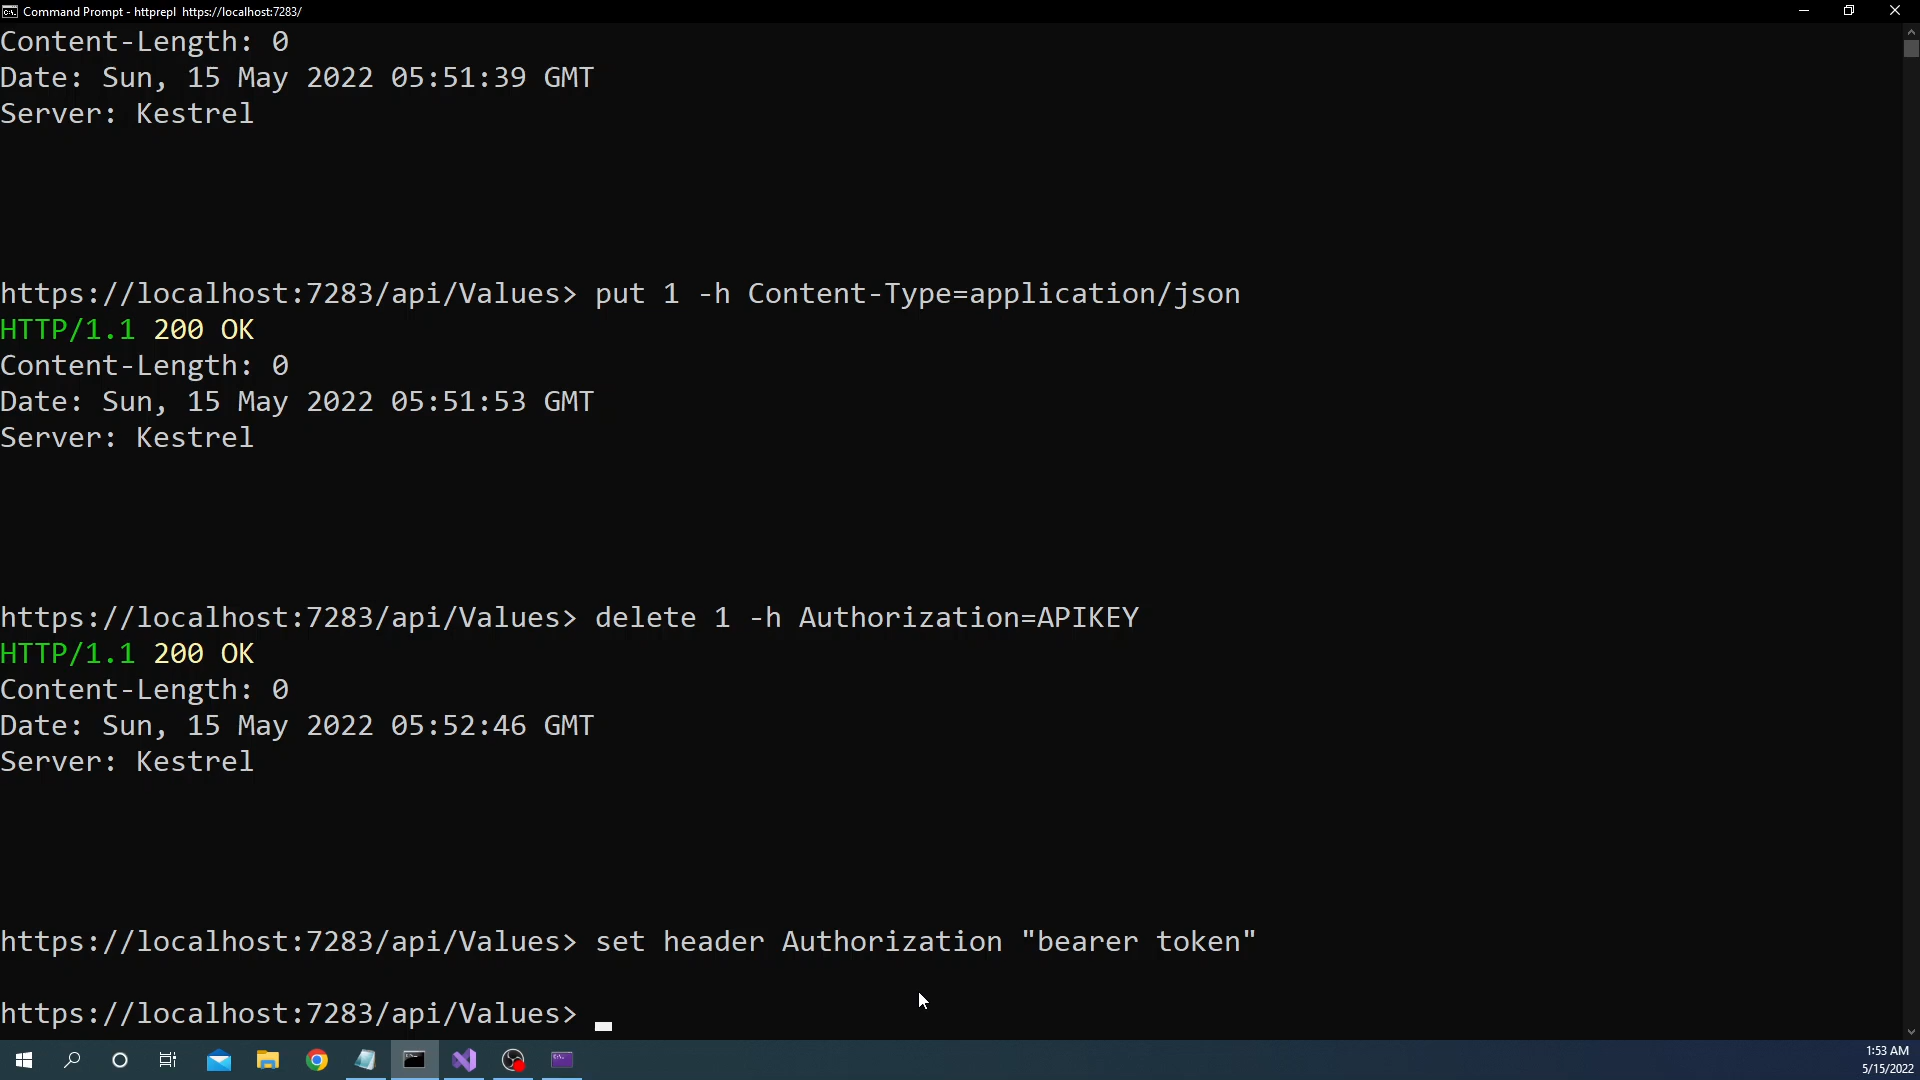 Command Prompt - httprepl https://localhost:7283/
Content-Length: 0
Date: Sun, 15 May 2022 05:51:39 GMT
Server: Kestrel
https://localhost:7283/api/Values> put 1 -h Content-Type=application/json
HTTP/1.1 200 OK
Content-Length: 0
Date: Sun, 15 May 2022 05:51:53 GMT
Server: Kestrel
https://localhost:7283/api/Values> delete 1 -h Authorization=APIKEY
HTTP/1.1 200 OK
Content-Length: 0
Date: Sun, 15 May 2022 05:52:46 GMT
Server: Kestrel
https://localhost:7283/api/Values> set header Authorization "bearer token"
https://localhost:7283/api/Values>
1:53 AM
5/15/2022